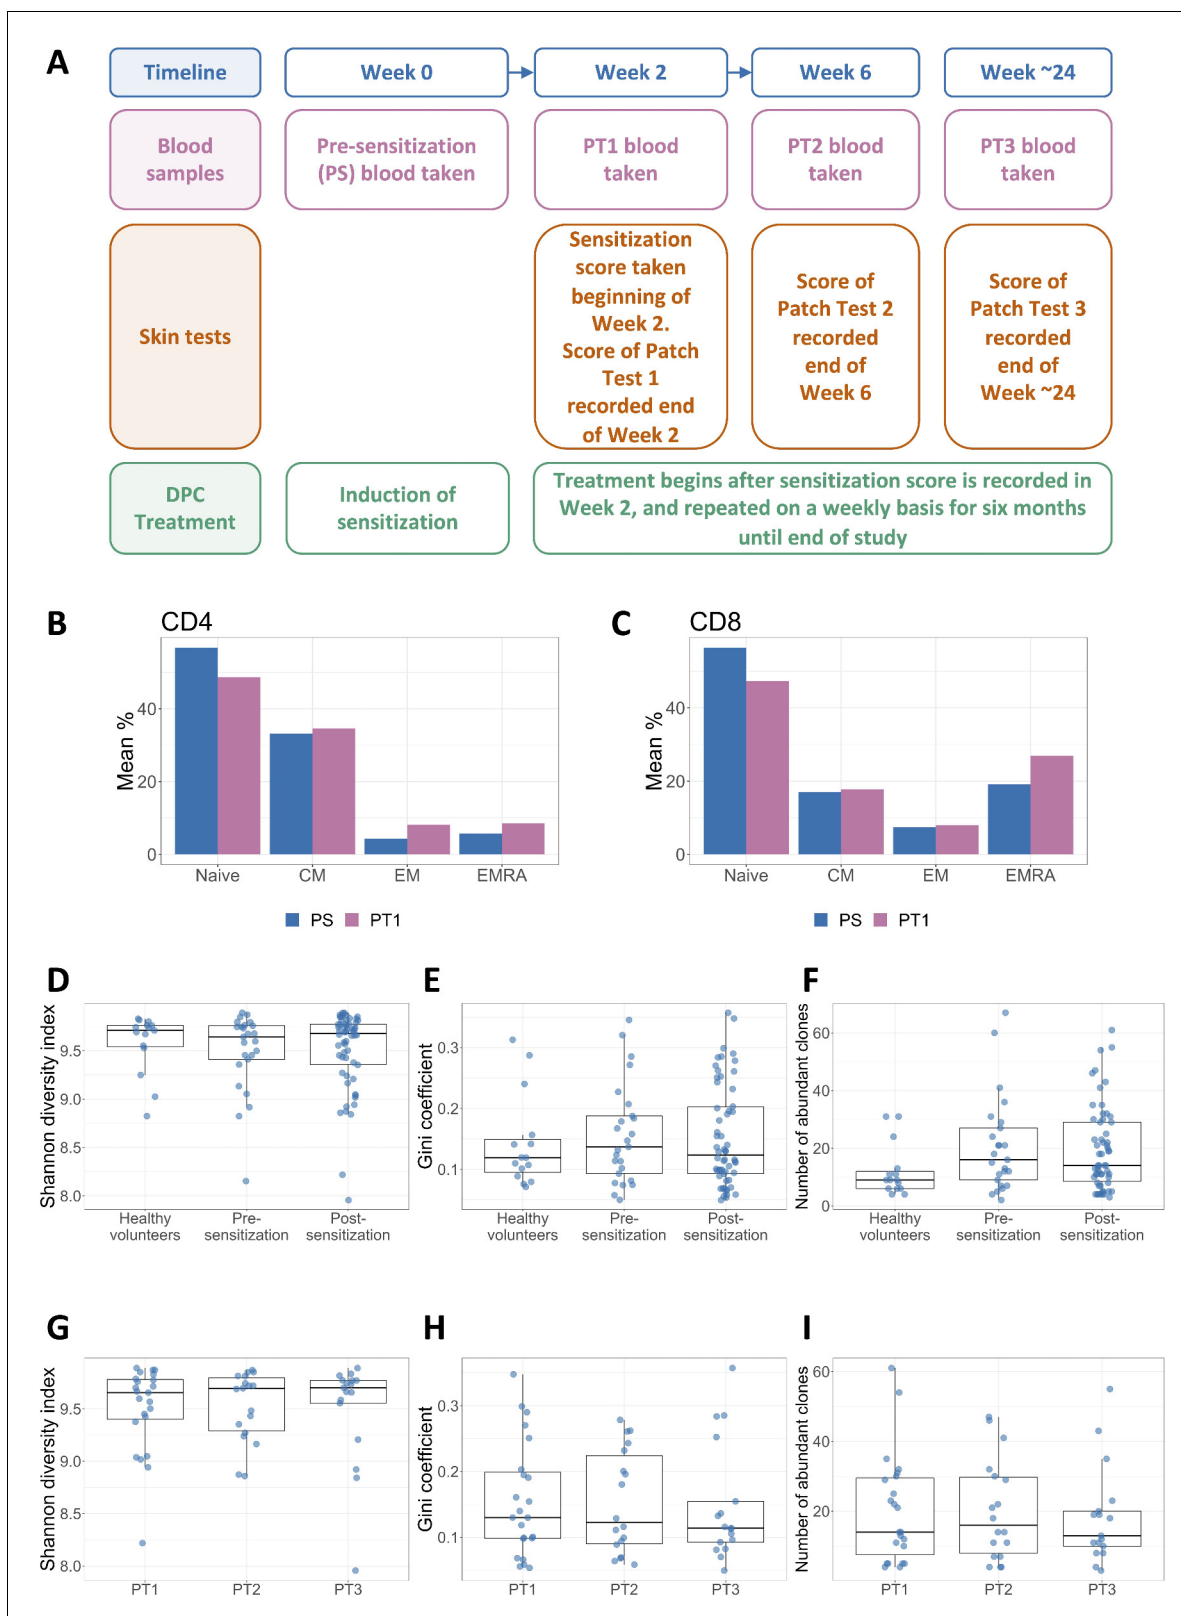 A
Timeline
Week 0
Week 2
Week 6
Week ~24
Blood
samples
Pre-sensitization
(PS) blood taken
PT1 blood
taken
PT2 blood
taken
PT3 blood
taken
Skin tests
Sensitization
score taken
beginning of
Week 2.
Score of Patch
Test 1
recorded end
of Week 2
Score of
Patch Test 2
recorded
end of
Week 6
Score of
Patch Test 3
recorded
end of
Week ~24
DPC
Treatment
Induction of
sensitization
Treatment begins after sensitization score is recorded in
Week 2, and repeated on a weekly basis for six months
until end of study
B
CD4
Mean %
40
20
0
Naive
CM
EM
EMRA
PS
PT1
C
CD8
Mean %
40
20
0
Naive
CM
EM
EMRA
PS
PT1
D
Shannon diversity index
9.5
9.0
8.5
8.0
Healthy
volunteers
Pre-
sensitization
Post-
sensitization
E
Gini coefficient
0.3
0.2
0.1
Healthy
volunteers
Pre-
sensitization
Post-
sensitization
F
Number of abundant clones
60
40
20
0
Healthy
volunteers
Pre-
sensitization
Post-
sensitization
G
Shannon diversity index
9.5
9.0
8.5
8.0
PT1
PT2
PT3
H
Gini coefficient
0.3
0.2
0.1
PT1
PT2
PT3
I
Number of abundant clones
60
40
20
0
PT1
PT2
PT3